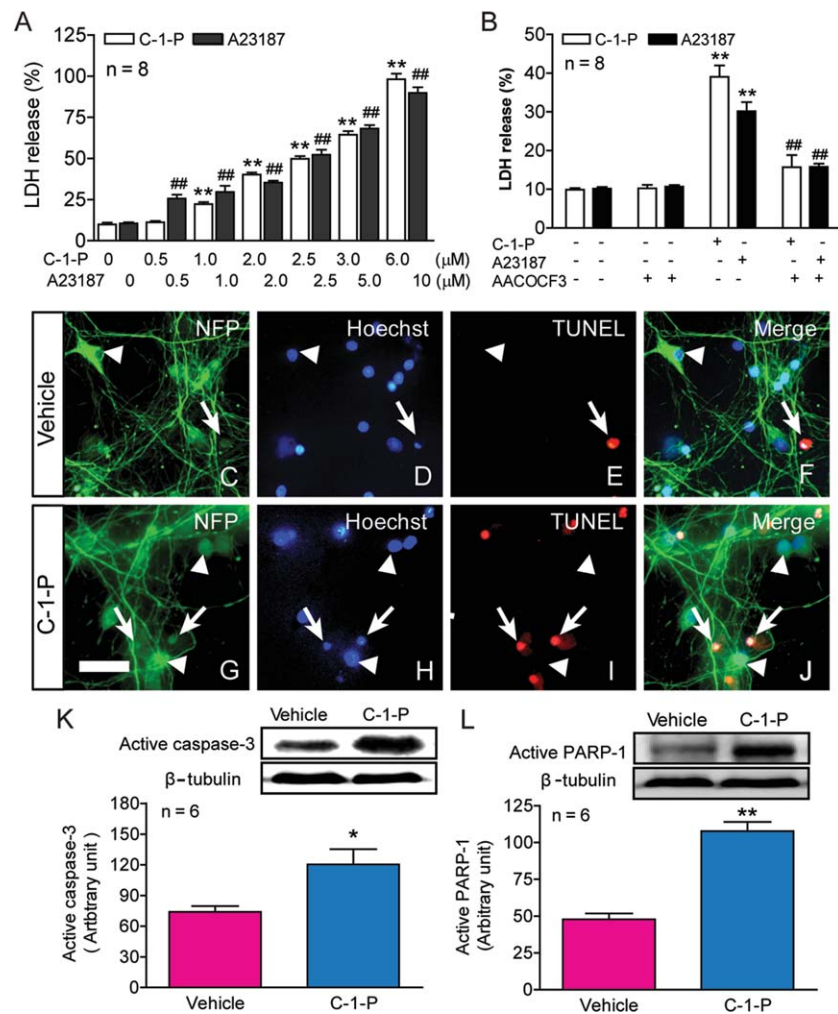 A
C-1-P A23187
n = 8
LDH release (%)
125
100
75
50
25
0
## ** ## ** ## ** ## ** ## ** ##
C-1-P 0 0.5 1.0 2.0 2.5 3.0 6.0 (μM)
A23187 0 0.5 1.0 2.0 2.5 5.0 10 (μM)
B
C-1-P A23187
n = 8
LDH release (%)
50
40
30
20
10
0
** ** ## ##
C-1-P - - - - + - + -
A23187 - - - - - + - +
AACOCF3 - - + + - - + +
Vehicle
NFP
C
Hoechst
D
TUNEL
E
Merge
F
C-1-P
NFP
G
Hoechst
H
TUNEL
I
Merge
J
K
Vehicle C-1-P
Active caspase-3
β-tubulin
n = 6
Active caspase-3
( Artbtrary unit )
180
150
120
90
60
30
0
*
Vehicle C-1-P
L
Vehicle C-1-P
Active PARP-1
β-tubulin
n = 6
Active PARP-1
(Arbitrary unit)
125
100
75
50
25
0
**
Vehicle C-1-P